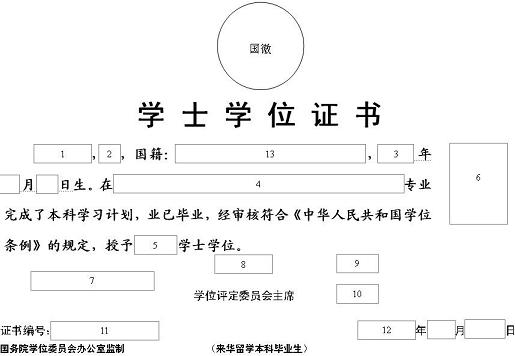 国徽
学士学位证书
1，2，国籍：13，3年
月日生。在4专业
6
完成了本科学习计划，业已毕业，经审核符合《中华人民共和国学位
条例》的规定，授予5学士学位。
7
8 9
学位评定委员会主席 10
证书编号：11 12年月日
国务院学位委员会办公室监制 （来华留学本科毕业生）